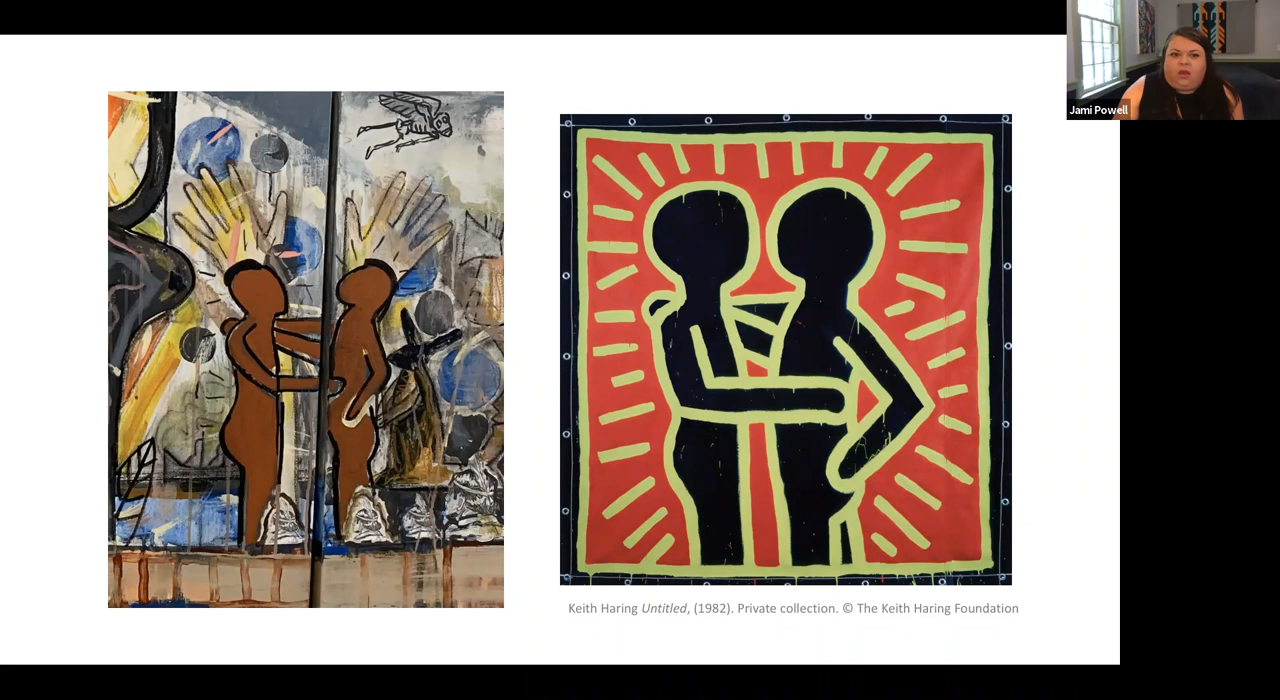 Jami Powell
Keith Haring Untitled, (1982). Private collection. © The Keith Haring Foundation